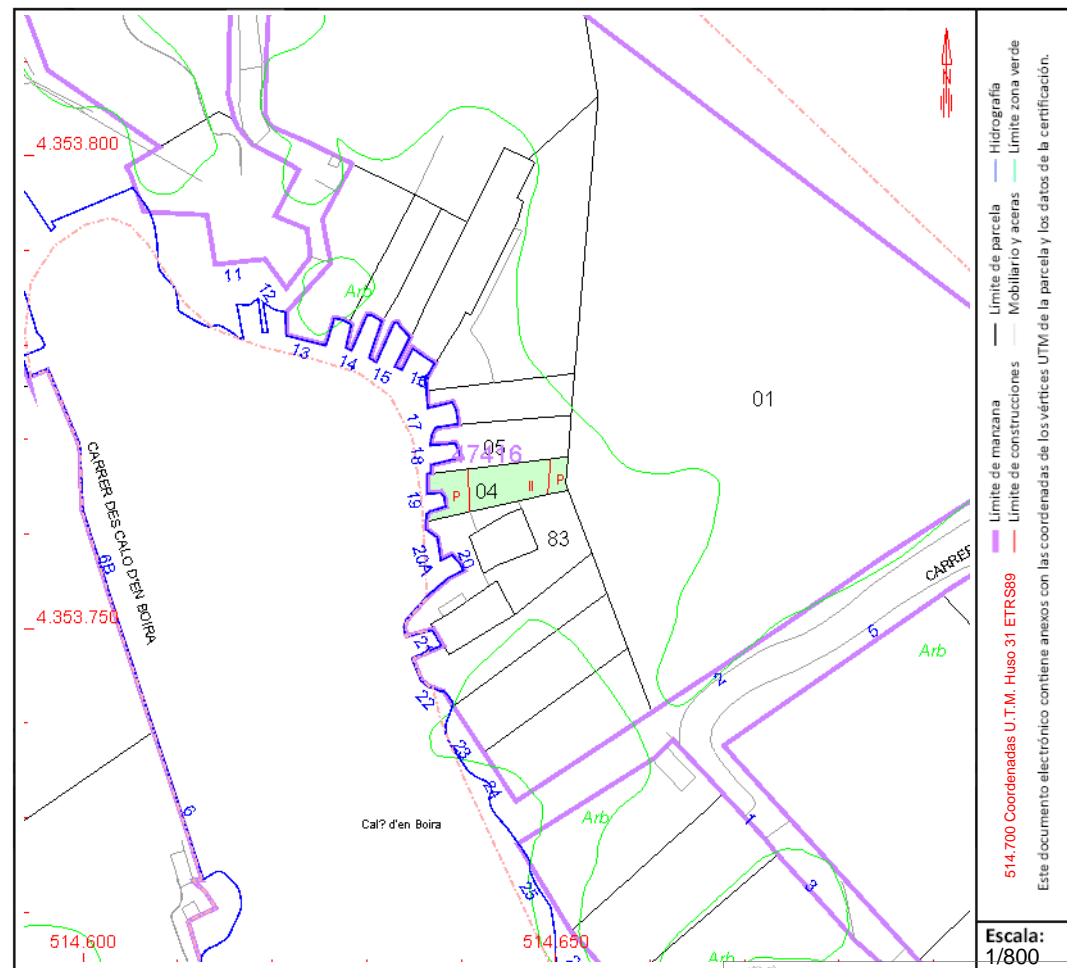 4.353.800
11
12
Arb
13
14
15
16
17
01
05
18
47416
P
04
II
P
19
83
20A
20
CARRER DES CALO D'EN BOIRA
6B
4.353.750
21
22
CARRER
5
2
Arb
23
24
6
Cal? d'en Boira
Arb
1
3
25
514.600
514.650
Arb
N
Límite de manzana
Límite de parcela
Hidrografía
Límite de construcciones
Mobiliario y aceras
Límite zona verde
514.700 Coordenadas U.T.M. Huso 31 ETRS89
Este documento electrónico contiene anexos con las coordenadas de los vértices UTM de la parcela y los datos de la certificación.
Escala:
1/800